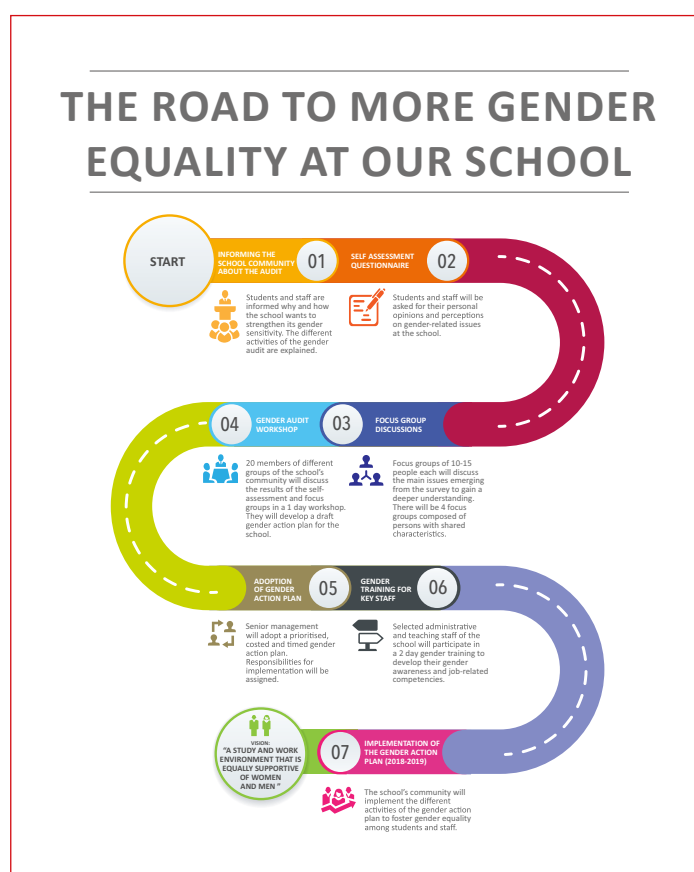 THE ROAD TO MORE GENDER
EQUALITY AT OUR SCHOOL
START
INFORMING THE
SCHOOL COMMUNITY
ABOUT THE AUDIT
01
SELF ASSESSMENT
QUESTIONNAIRE
02
Students and staff are
informed why and how
the school wants to
strengthen its gender
sensitivity. The different
activities of the gender
audit are explained.
Students and staff will be
asked for their personal
opinions and perceptions
on gender-related issues
at the school.
04
GENDER AUDIT
WORKSHOP
03
FOCUS GROUP
DISCUSSIONS
20 members of different
groups of the school's
community will discuss
the results of the self-
assessment and focus
groups in a 1 day workshop.
They will develop a draft
gender action plan for the
school.
Focus groups of 10-15
people each will discuss
the main issues emerging
from the survey to gain a
deeper understanding.
There will be 4 focus
groups composed of
persons with shared
characteristics.
ADOPTION
OF GENDER
ACTION PLAN
05
GENDER
TRAINING FOR
KEY STAFF
06
Senior management
will adopt a prioritised,
costed and timed gender
action plan.
Responsibilities for
implementation will be
assigned.
Selected administrative
and teaching staff of the
school will participate in
a 2 day gender training to
develop their gender
awareness and job-related
competencies.
VISION:
"A STUDY AND WORK
ENVIRONMENT THAT IS
EQUALLY SUPPORTIVE
OF WOMEN
AND MEN "
07
IMPLEMENTATION OF
THE GENDER ACTION
PLAN (2018-2019)
The school's community will
implement the different
activities of the gender action
plan to foster gender equality
among students and staff.